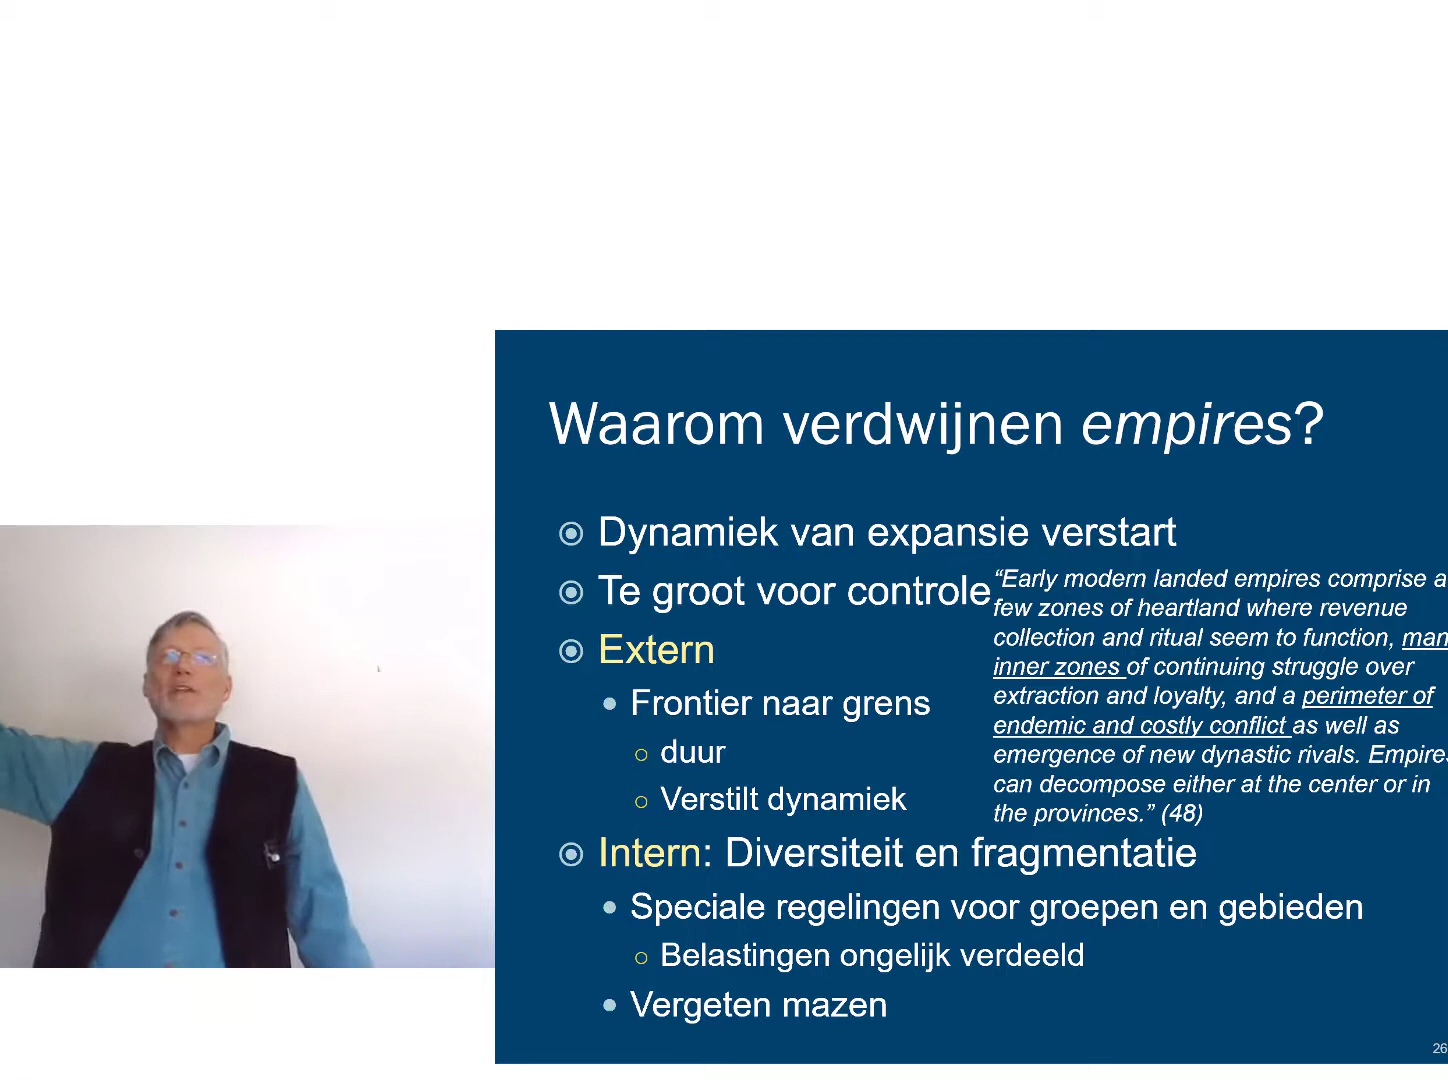 Waarom verdwijnen empires?
Dynamiek van expansie verstart
Te groot voor controle
Extern
Frontier naar grens
duur
Verstilt dynamiek
Intern: Diversiteit en fragmentatie
Speciale regelingen voor groepen en gebieden
Belastingen ongelijk verdeeld
Vergeten mazen
“Early modern landed empires comprise a
few zones of heartland where revenue
collection and ritual seem to function,
inner zones of continuing struggle over
extraction and loyalty, and a perimeter of
endemic and costly conflict as well as
emergence of new dynastic rivals. Empires
can decompose either at the center or in
the provinces.” (48)
26